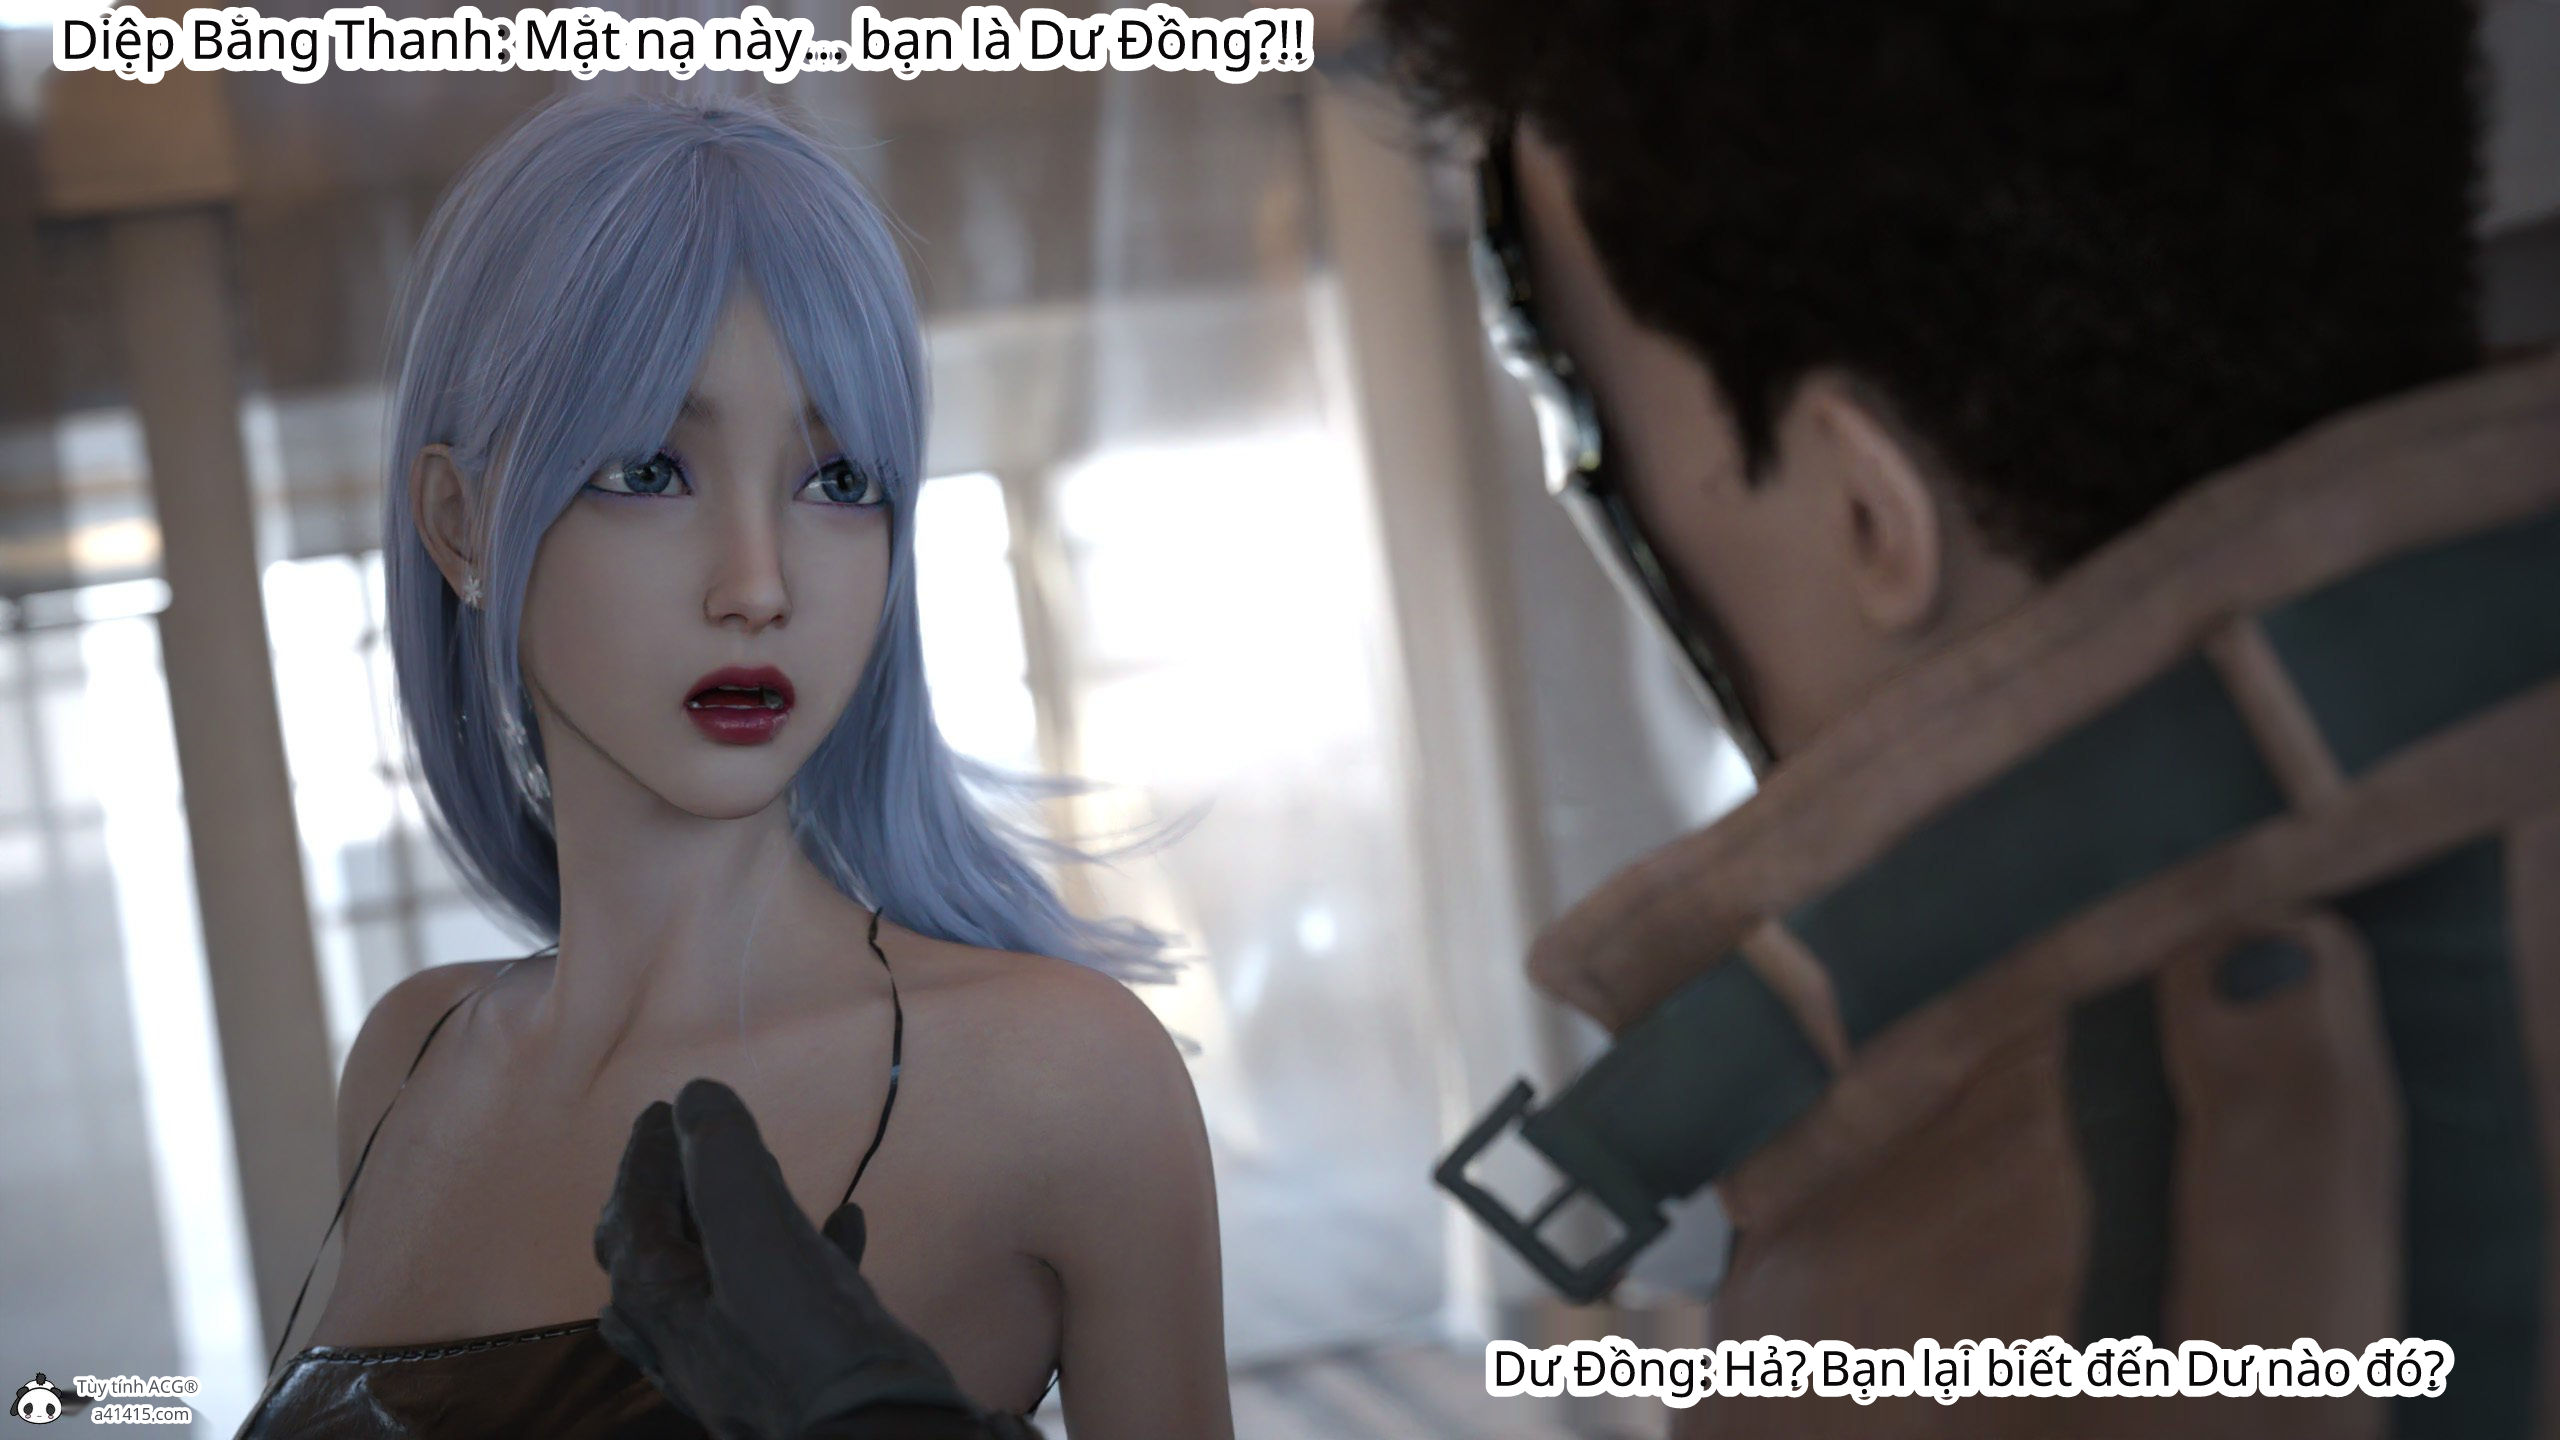 Diệp Băng Thanh: Mặt nạ này... bạn là Dư Đồng?!!
Dư Đồng: Hả? Bạn lại biết đến Dư nào đó?
Tùy tính ACG®
a41415.com